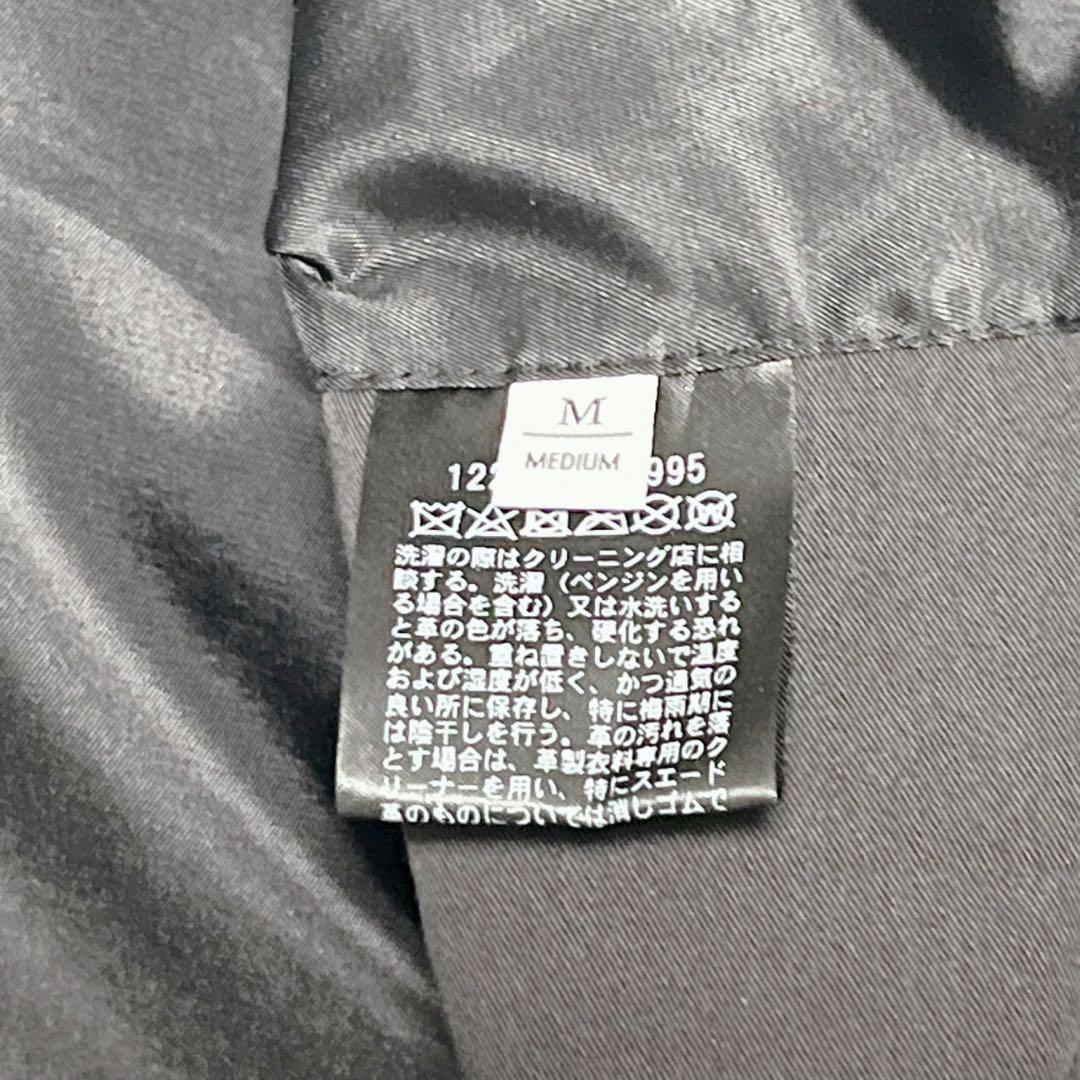 M
MEDIUM
122 995
洗濯の際はクリーニング店に相
談する。洗濯（ベンジンを用い
る場合を含む）又は水洗いする
と革の色が落ち、硬化する恐れ
がある。重ね置きしないで温度
および湿度が低く、かつ通気の
良い所に保存し、特に梅雨期に
は陰干しを行う。革の汚れを落
とす場合は、革製衣料専用のク
リーナーを用い、特にスエード
革のものについては消しゴムで